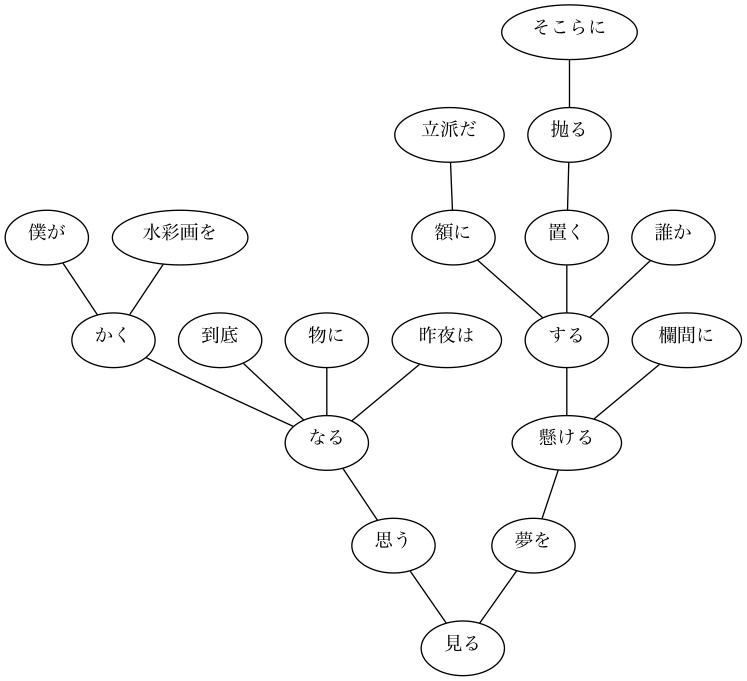 そこらに
立派だ
抛る
僕が
水彩画を
額に
置く
誰か
かく
到底
物に
昨夜は
する
欄間に
なる
懸ける
思う
夢を
見る